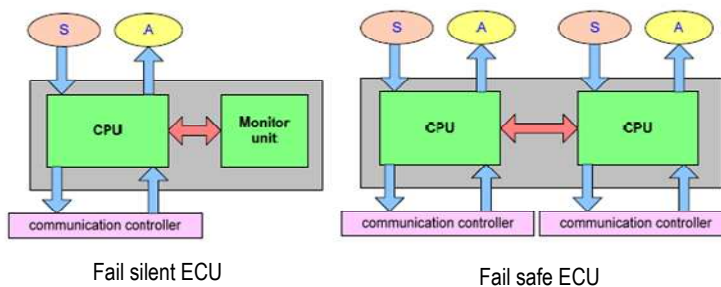 S A S A S A
CPU Monitor unit CPU CPU
communication controller communication controller communication controller
Fail silent ECU Fail safe ECU